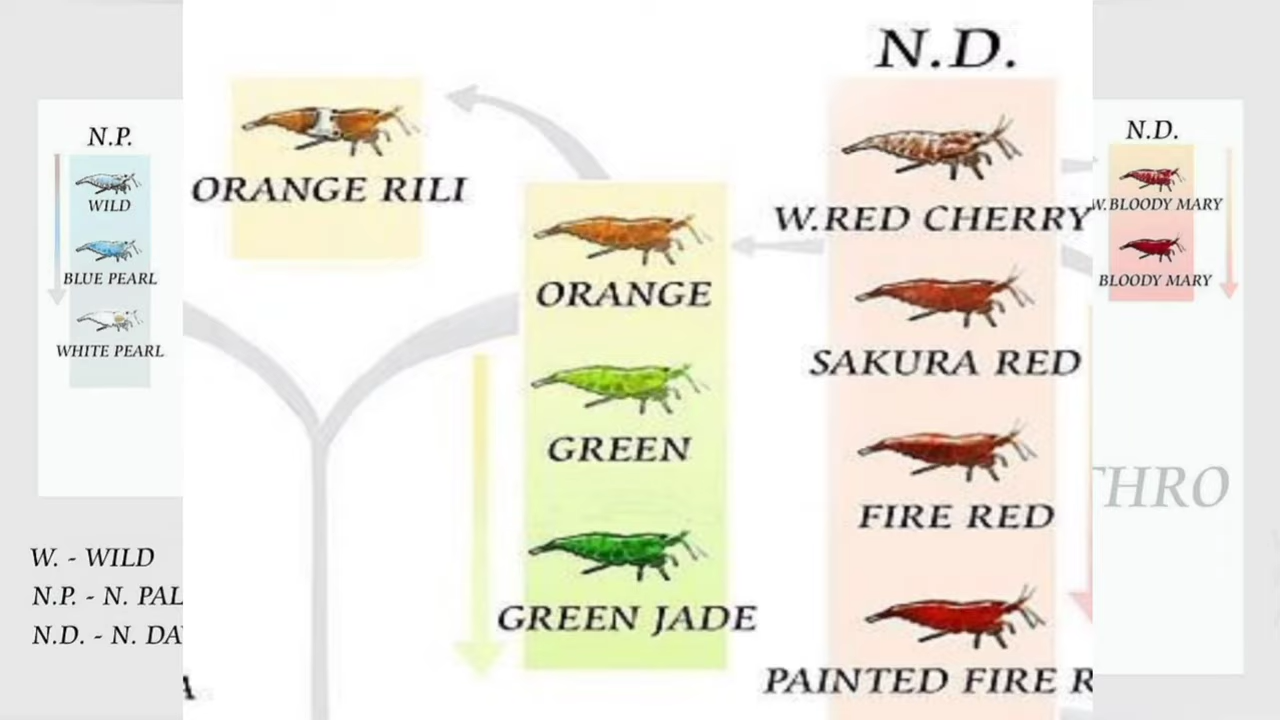 N.P.
WILD
BLUE PEARL
WHITE PEARL
W. - WILD
N.P. - N. PAL
N.D. - N. DA
ORANGE RILI
ORANGE
GREEN
GREEN JADE
N.D.
W.RED CHERRY
SAKURA RED
FIRE RED
PAINTED FIRE R
N.D.
W.BLOODY MARY
BLOODY MARY
THRO
A